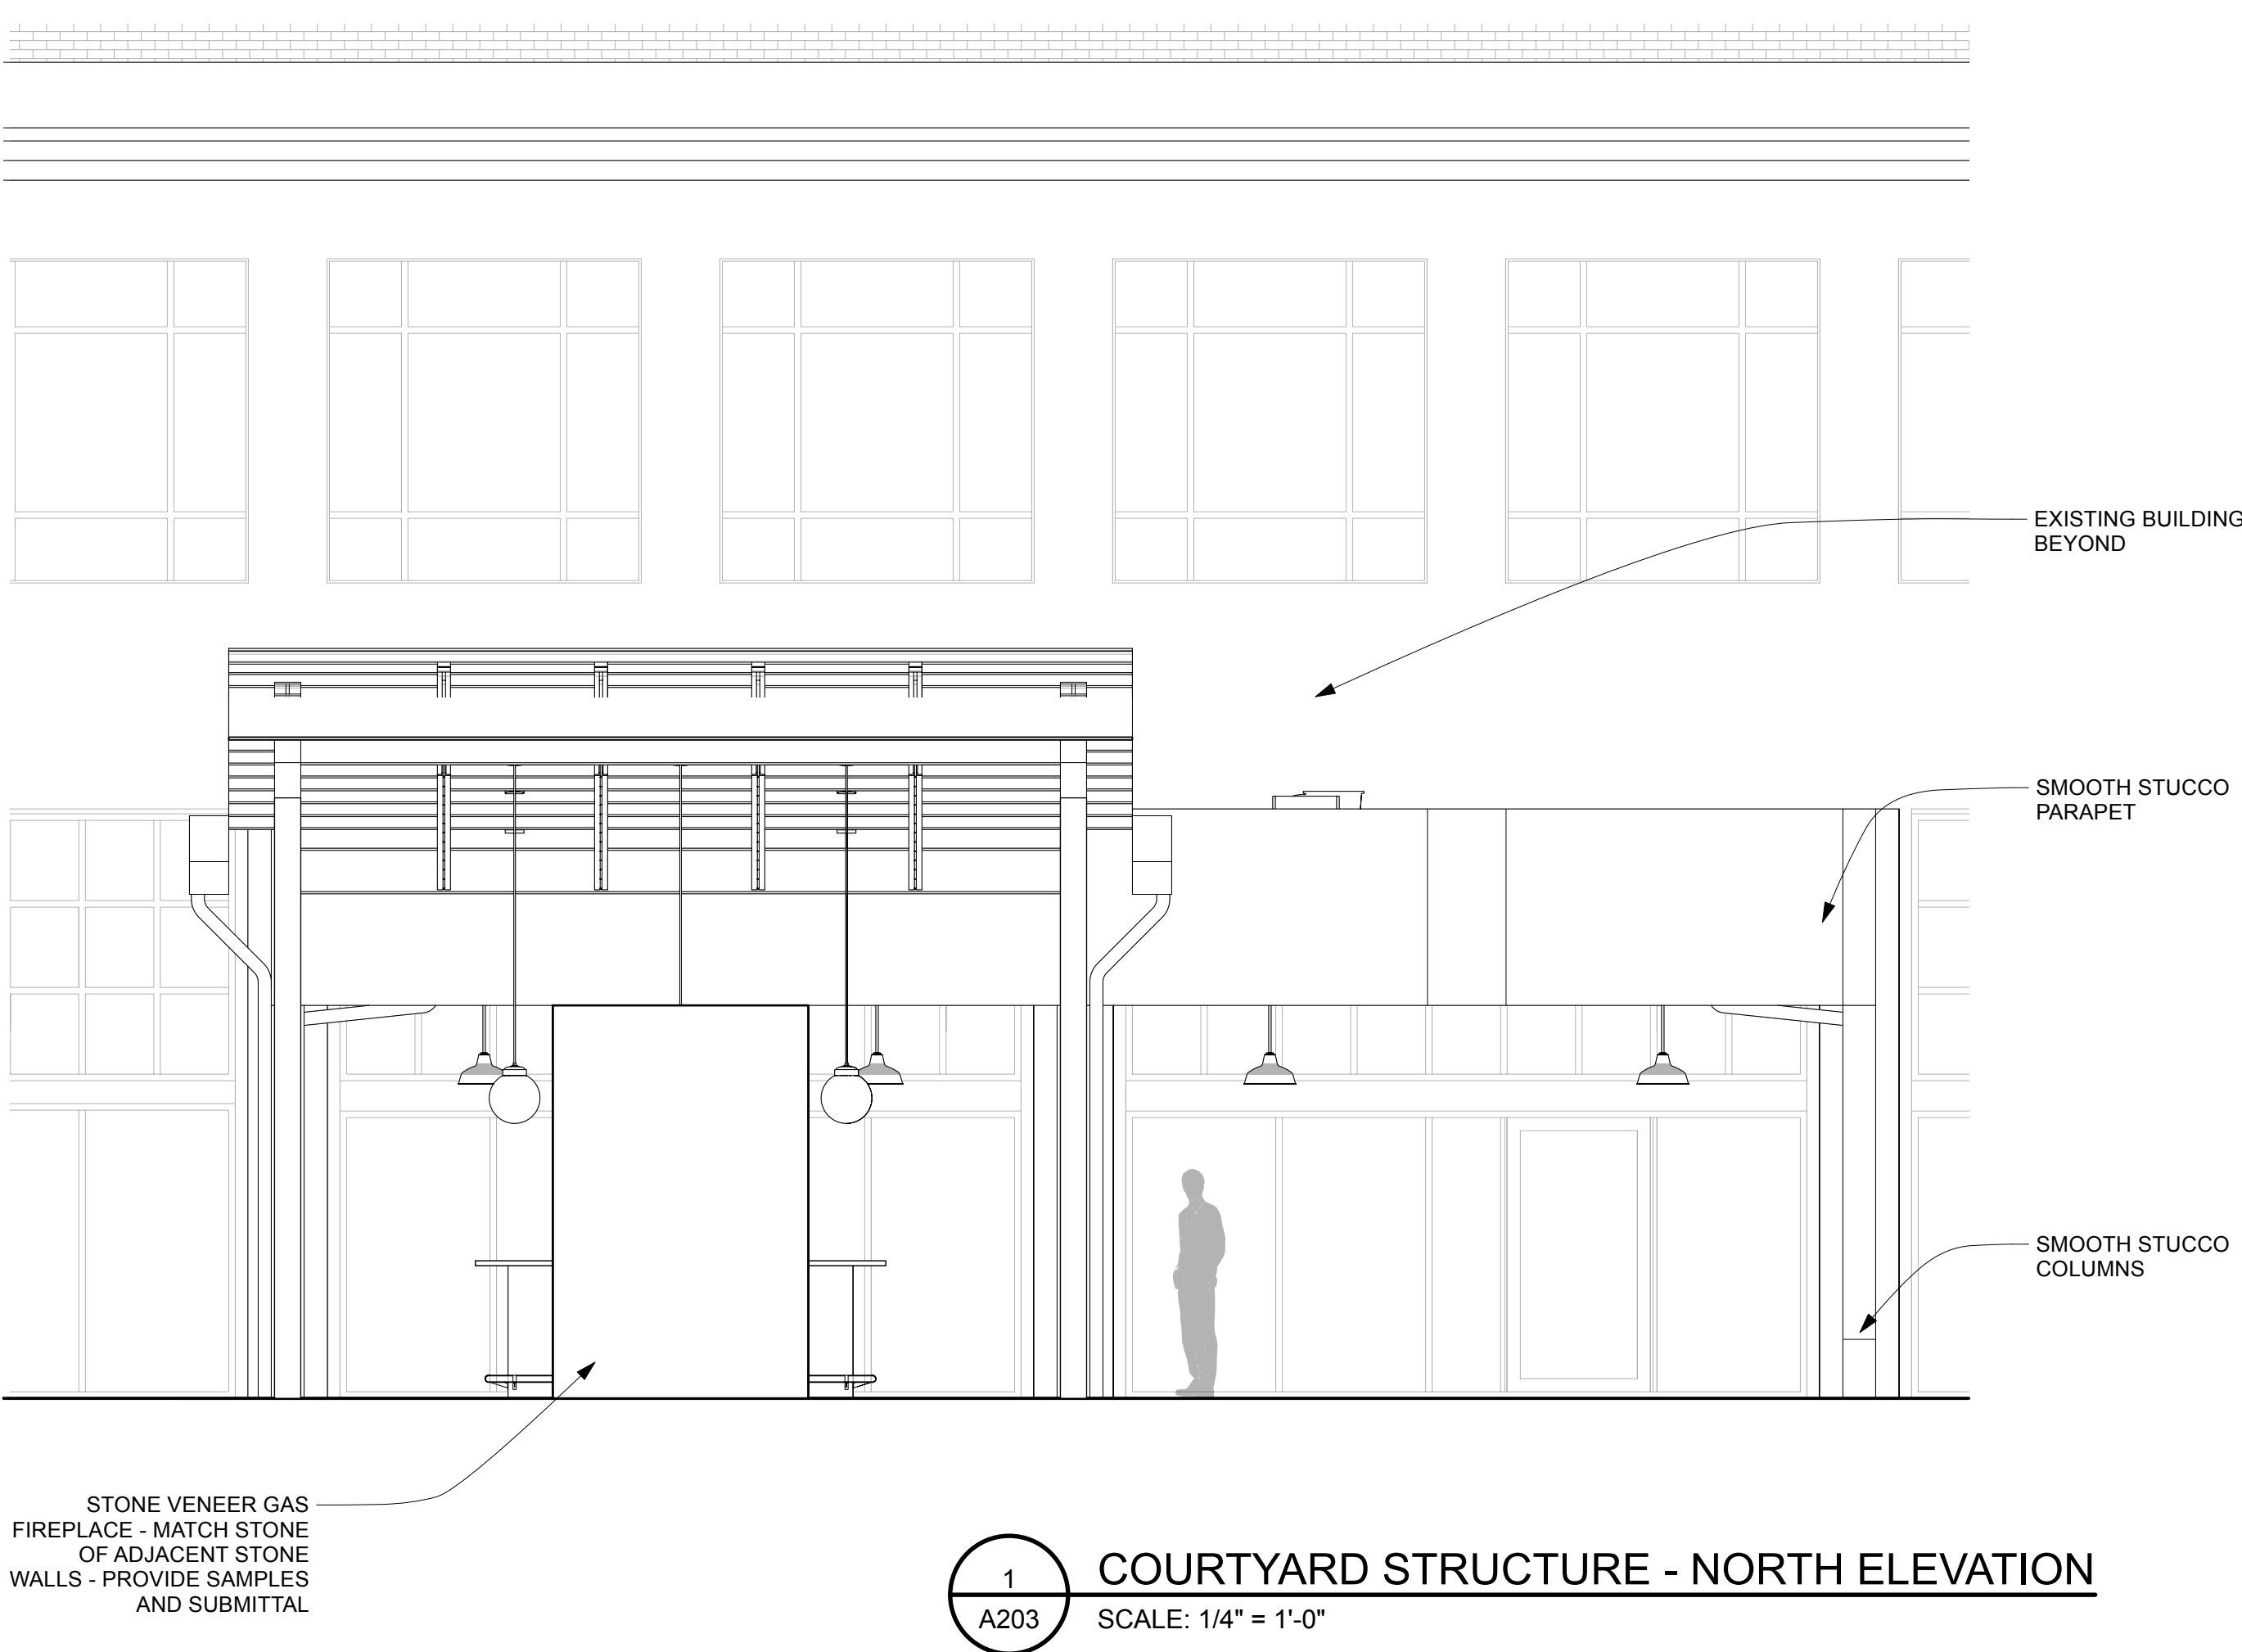 EXISTING BUILDING
BEYOND
SMOOTH STUCCO
PARAPET
SMOOTH STUCCO
COLUMNS
STONE VENEER GAS
FIREPLACE - MATCH STONE
OF ADJACENT STONE
WALLS - PROVIDE SAMPLES
AND SUBMITTAL
1
A203
COURTYARD STRUCTURE - NORTH ELEVATION
SCALE: 1/4" = 1'-0"